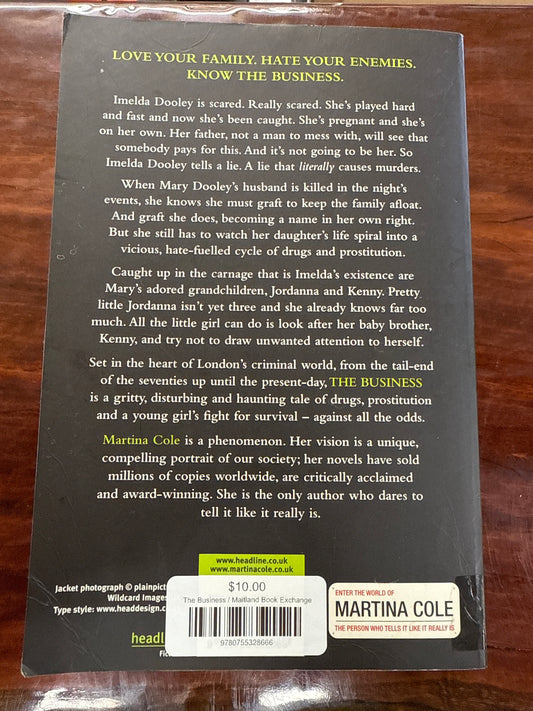 LOVE YOUR FAMILY. HATE YOUR ENEMIES.
KNOW THE BUSINESS.
Imelda Dooley is scared. Really scared. She's played hard
and fast and now she's been caught. She's pregnant and she's
on her own. Her father, not a man to mess with, will see that
somebody pays for this. And it's not going to be her. So
Imelda Dooley tells a lie. A lie that literally causes murders.
When Mary Dooley's husband is killed in the night's
events, she knows she must graft to keep the family afloat.
And graft she does, becoming a name in her own right.
But she still has to watch her daughter's life spiral into a
vicious, hate-fuelled cycle of drugs and prostitution.
Caught up in the carnage that is Imelda's existence are
Mary's adored grandchildren, Jordanna and Kenny. Pretty
little Jordanna isn't yet three and she already knows far too
much. All the little girl can do is look after her baby brother,
Kenny, and try not to draw unwanted attention to herself.
Set in the heart of London's criminal world, from the tail-end
of the seventies up until the present-day, THE BUSINESS
is a gritty, disturbing and haunting tale of drugs, prostitution
and a young girl's fight for survival – against all the odds.
Martina Cole is a phenomenon. Her vision is a unique,
compelling portrait of our society; her novels have sold
millions of copies worldwide, are critically acclaimed
and award-winning. She is the only author who dares to
tell it like it really is.
www.headline.co.uk
www.martinacole.co.uk
Jacket photograph © plainpict
Wildcard Images
Type style: www.headdesign.c
headl
Fic
$10.00
The Business / Maitland Book Exchange
9780755328666
ENTER THE WORLD OF
MARTINA COLE
THE PERSON WHO TELLS IT LIKE IT REALLY IS